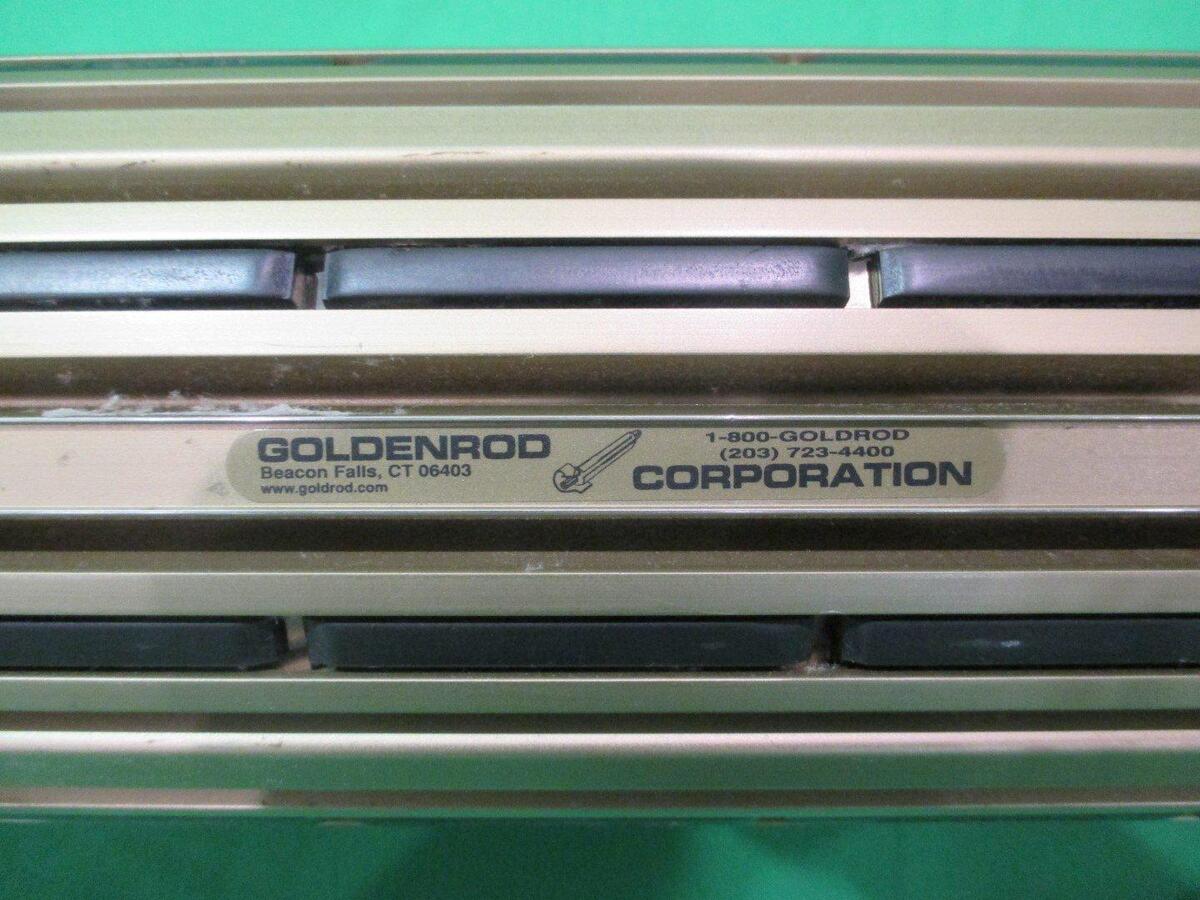 GOLDENROD
Beacon Falls, CT 06403
www.goldrod.com
1-800-GOLDROD
(203) 723-4400
CORPORATION